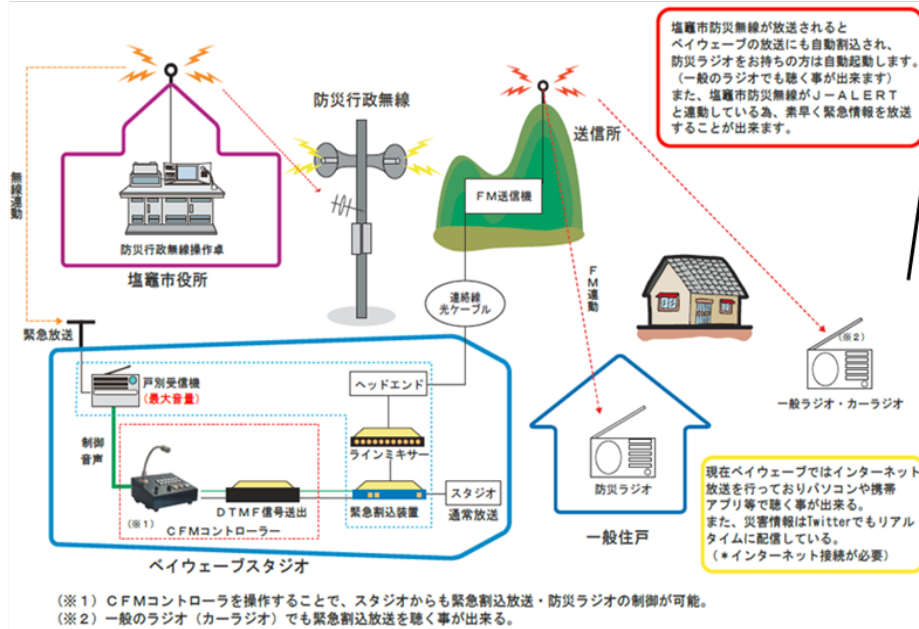 塩竈市防災無線が放送されると
ベイウェーブの放送にも自動割込され、
防災ラジオをお持ちの方は自動起動します。
(一般のラジオでも聴く事が出来ます)
また、塩竈市防災無線がJ-ALERT
と連動している為、素早く緊急情報を放送
することが出来ます。
防災行政無線
送信所
無線連動
FM送信機
防災行政無線操作卓
塩竈市役所
連絡線
光ケーブル
FM連動
緊急放送
(※2)
戸別受信機
(最大音量)
ヘッドエンド
一般ラジオ・カーラジオ
制御
音声
ラインミキサー
防災ラジオ
現在ベイウェーブではインターネット
放送を行っておりパソコンや携帯
アプリ等で聴く事が出来る。
また、災害情報はTwitterでもリアル
タイムに配信している。
(*インターネット接続が必要)
(※1)
DTMF信号送出
緊急割込装置
スタジオ
通常放送
CFMコントローラー
一般住戸
ベイウェーブスタジオ
(※1)CFMコントローラを操作することで、スタジオからも緊急割込放送・防災ラジオの制御が可能。
(※2)一般のラジオ(カーラジオ)でも緊急割込放送を聴く事が出来る。